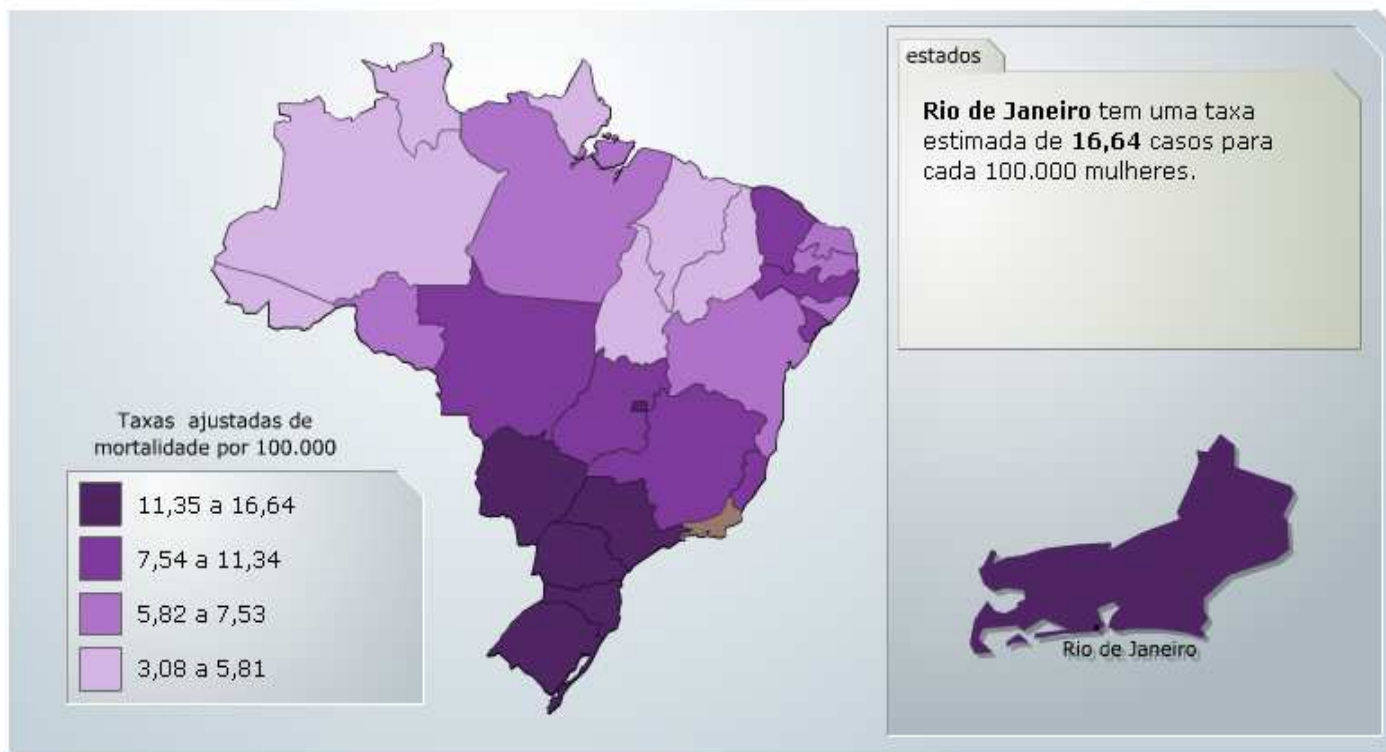 estados
Rio de Janeiro tem uma taxa
estimada de 16,64 casos para
cada 100.000 mulheres.
Taxas ajustadas de
mortalidade por 100.000
11,35 a 16,64
7,54 a 11,34
5,82 a 7,53
3,08 a 5,81
Rio de Janeiro